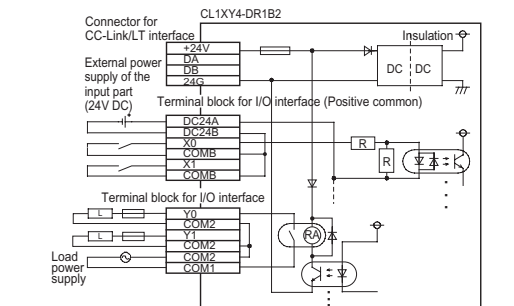 CL1XY4-DR1B2
Connector for
CC-Link/LT interface
Insulation
+24V
DA
DB
24G
External power
supply of the
input part
(24V DC)
DC DC
Terminal block for I/O interface (Positive common)
DC24A
DC24B
X0
COMB
X1
COMB
R
R
Terminal block for I/O interface
L
Y0
COM2
L
Y1
COM2
COM2
COM1
RA
Load
power
supply